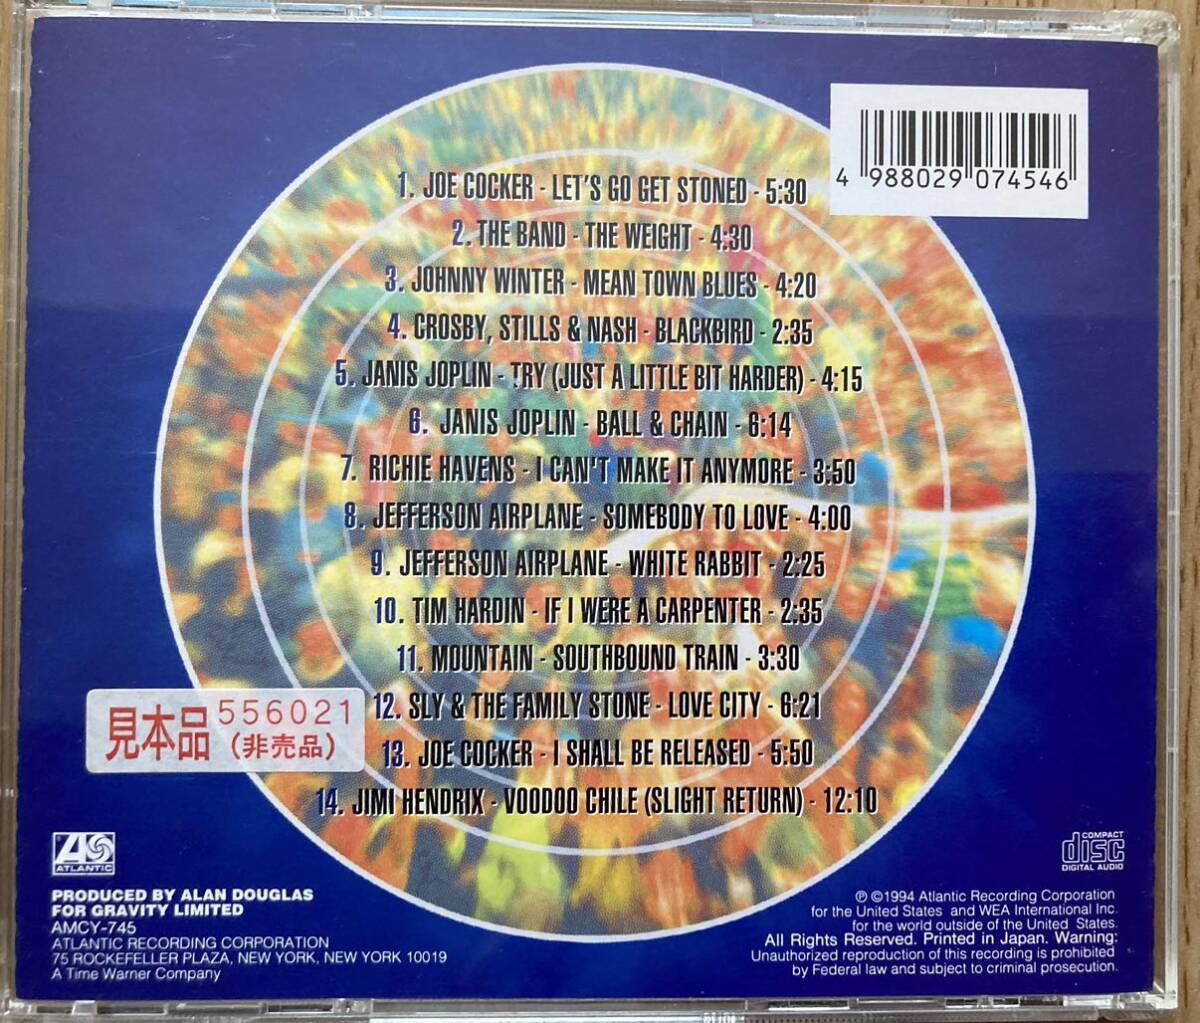 4 988029 074546
1. JOE COCKER - LET'S GO GET STONED - 5:30
2. THE BAND - THE WEIGHT - 4:30
3. JOHNNY WINTER - MEAN TOWN BLUES - 4:20
4. CROSBY, STILLS & NASH - BLACKBIRD - 2:35
5. JANIS JOPLIN - TRY (JUST A LITTLE BIT HARDER) - 4:15
6. JANIS JOPLIN - BALL & CHAIN - 6:14
7. RICHIE HAVENS - I CAN'T MAKE IT ANYMORE - 3:50
8. JEFFERSON AIRPLANE - SOMEBODY TO LOVE - 4:00
9. JEFFERSON AIRPLANE - WHITE RABBIT - 2:25
10. TIM HARDIN - IF I WERE A CARPENTER - 2:35
11. MOUNTAIN - SOUTHBOUND TRAIN - 3:30
12. SLY & THE FAMILY STONE - LOVE CITY - 6:21
13. JOE COCKER - I SHALL BE RELEASED - 5:50
14. JIMI HENDRIX - VOODOO CHILE (SLIGHT RETURN) - 12:10
見本品 556021
(非売品)
ATLANTIC
PRODUCED BY ALAN DOUGLAS
FOR GRAVITY LIMITED
AMCY-745
ATLANTIC RECORDING CORPORATION
75 ROCKEFELLER PLAZA, NEW YORK, NEW YORK 10019
A Time Warner Company
COMPACT
disc
DIGITAL AUDIO
℗ ©1994 Atlantic Recording Corporation
for the United States and WEA International Inc.
for the world outside of the United States.
All Rights Reserved. Printed in Japan. Warning:
Unauthorized reproduction of this recording is prohibited
by Federal law and subject to criminal prosecution.